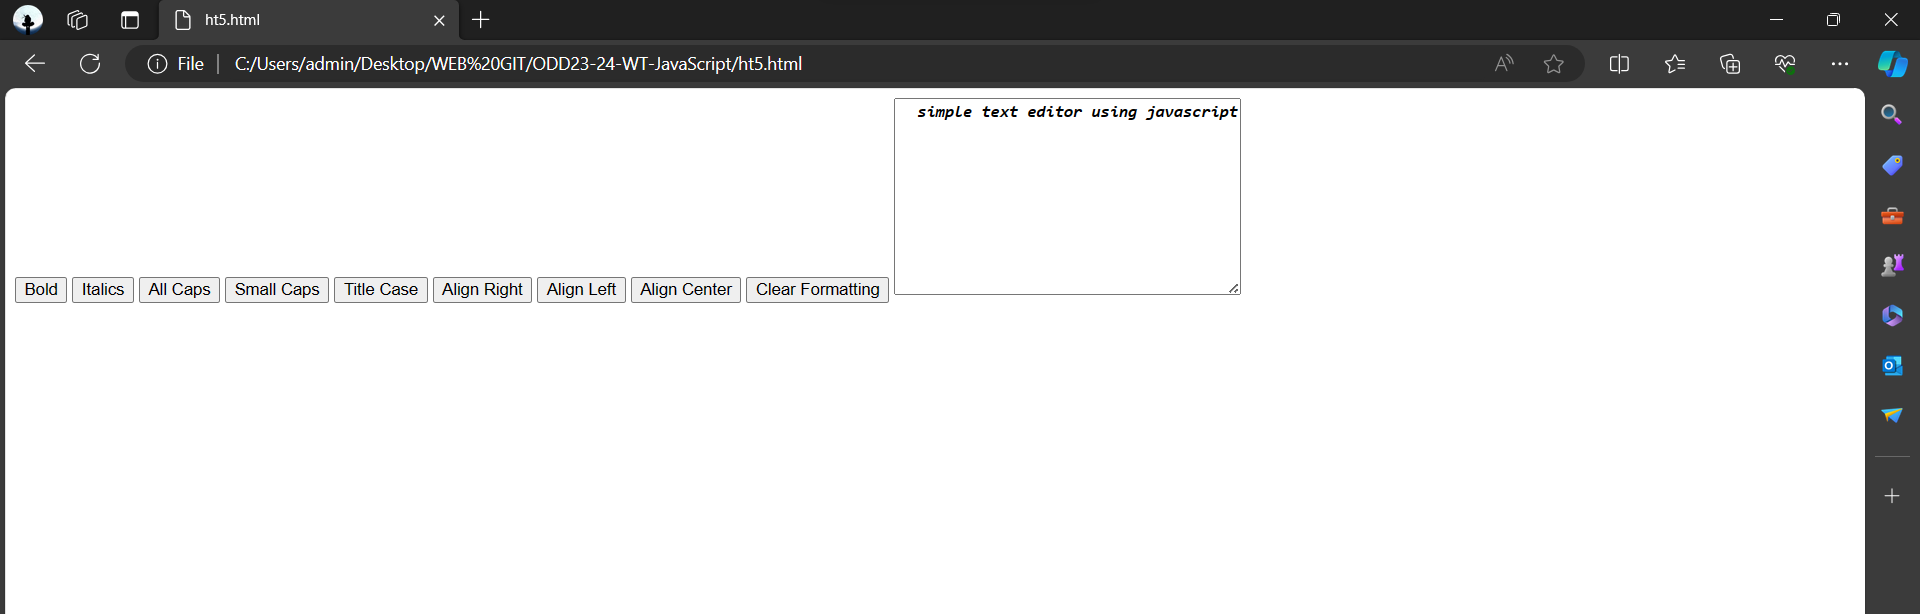 ht5.html
File
C:/Users/admin/Desktop/WEB%20GIT/ODD23-24-WT-JavaScript/ht5.html
simple text editor using javascript
Bold Italics All Caps Small Caps Title Case Align Right Align Left Align Center Clear Formatting